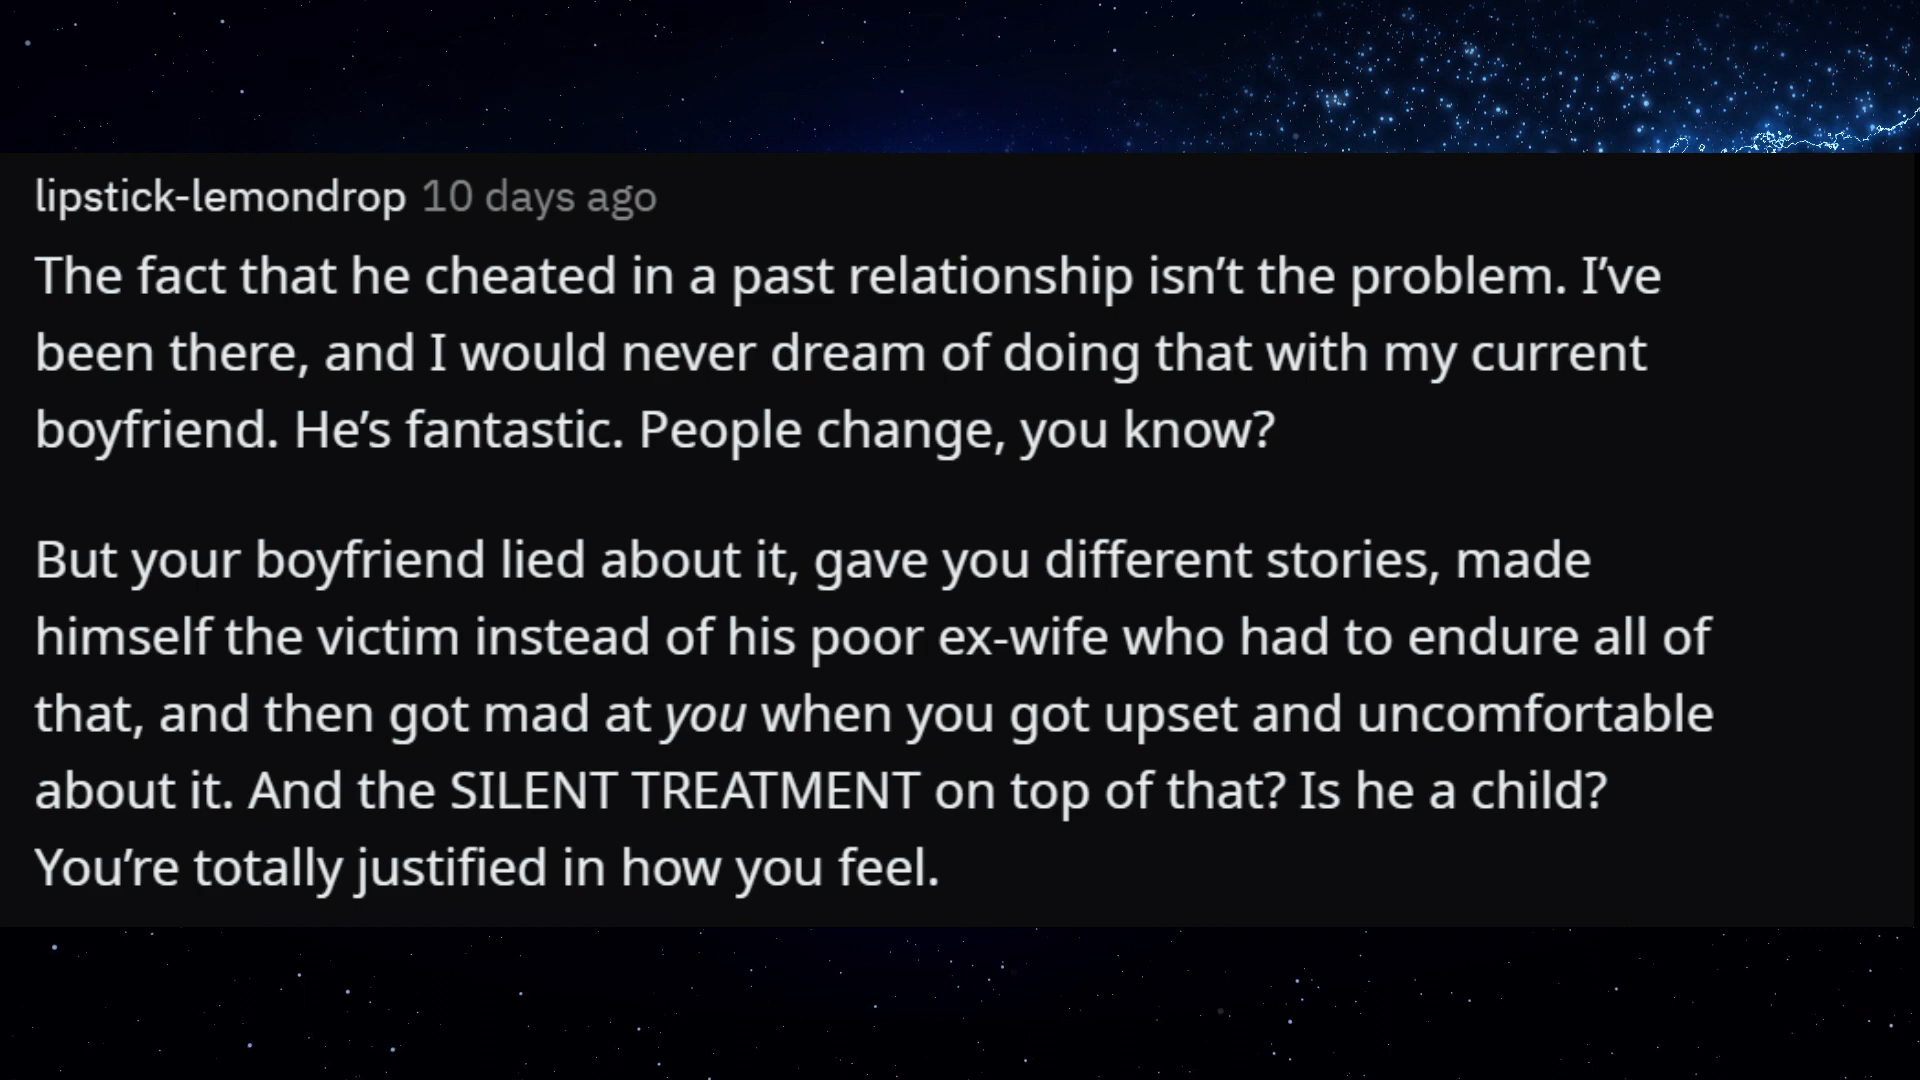 lipstick-lemondrop 10 days ago
The fact that he cheated in a past relationship isn’t the problem. I’ve
been there, and I would never dream of doing that with my current
boyfriend. He’s fantastic. People change, you know?
But your boyfriend lied about it, gave you different stories, made
himself the victim instead of his poor ex-wife who had to endure all of
that, and then got mad at you when you got upset and uncomfortable
about it. And the SILENT TREATMENT on top of that? Is he a child?
You’re totally justified in how you feel.